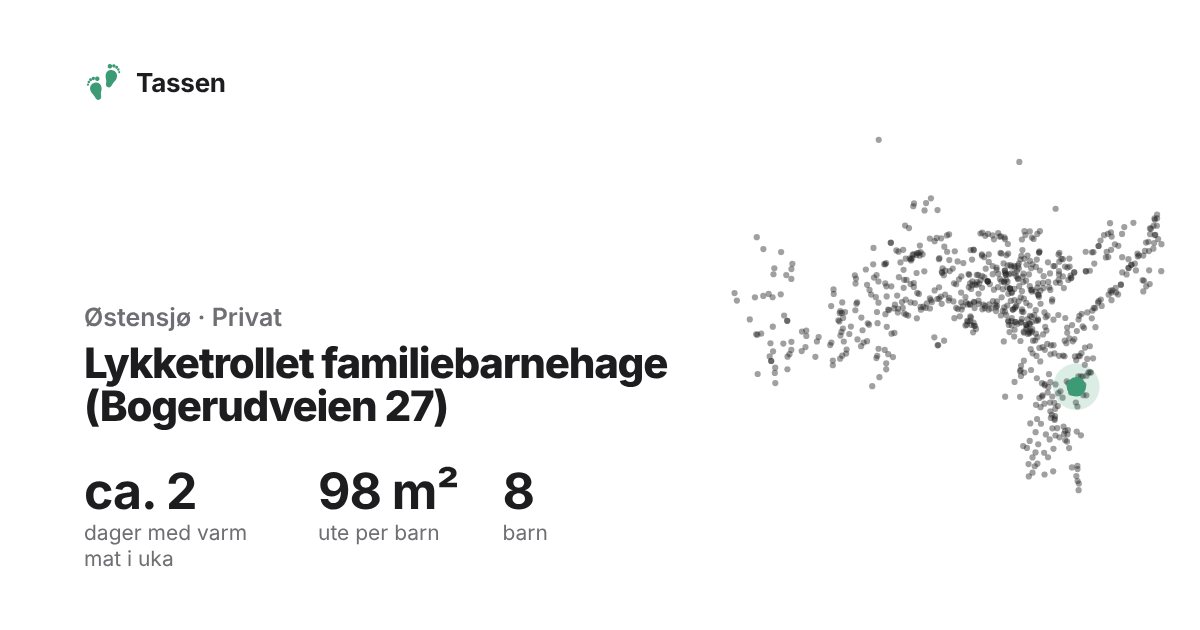 Tassen
Østensjø · Privat
Lykketrollet familiebarnehage
(Bogerudveien 27)
ca. 2
dager med varm
mat i uka
98 m²
ute per barn
8
barn